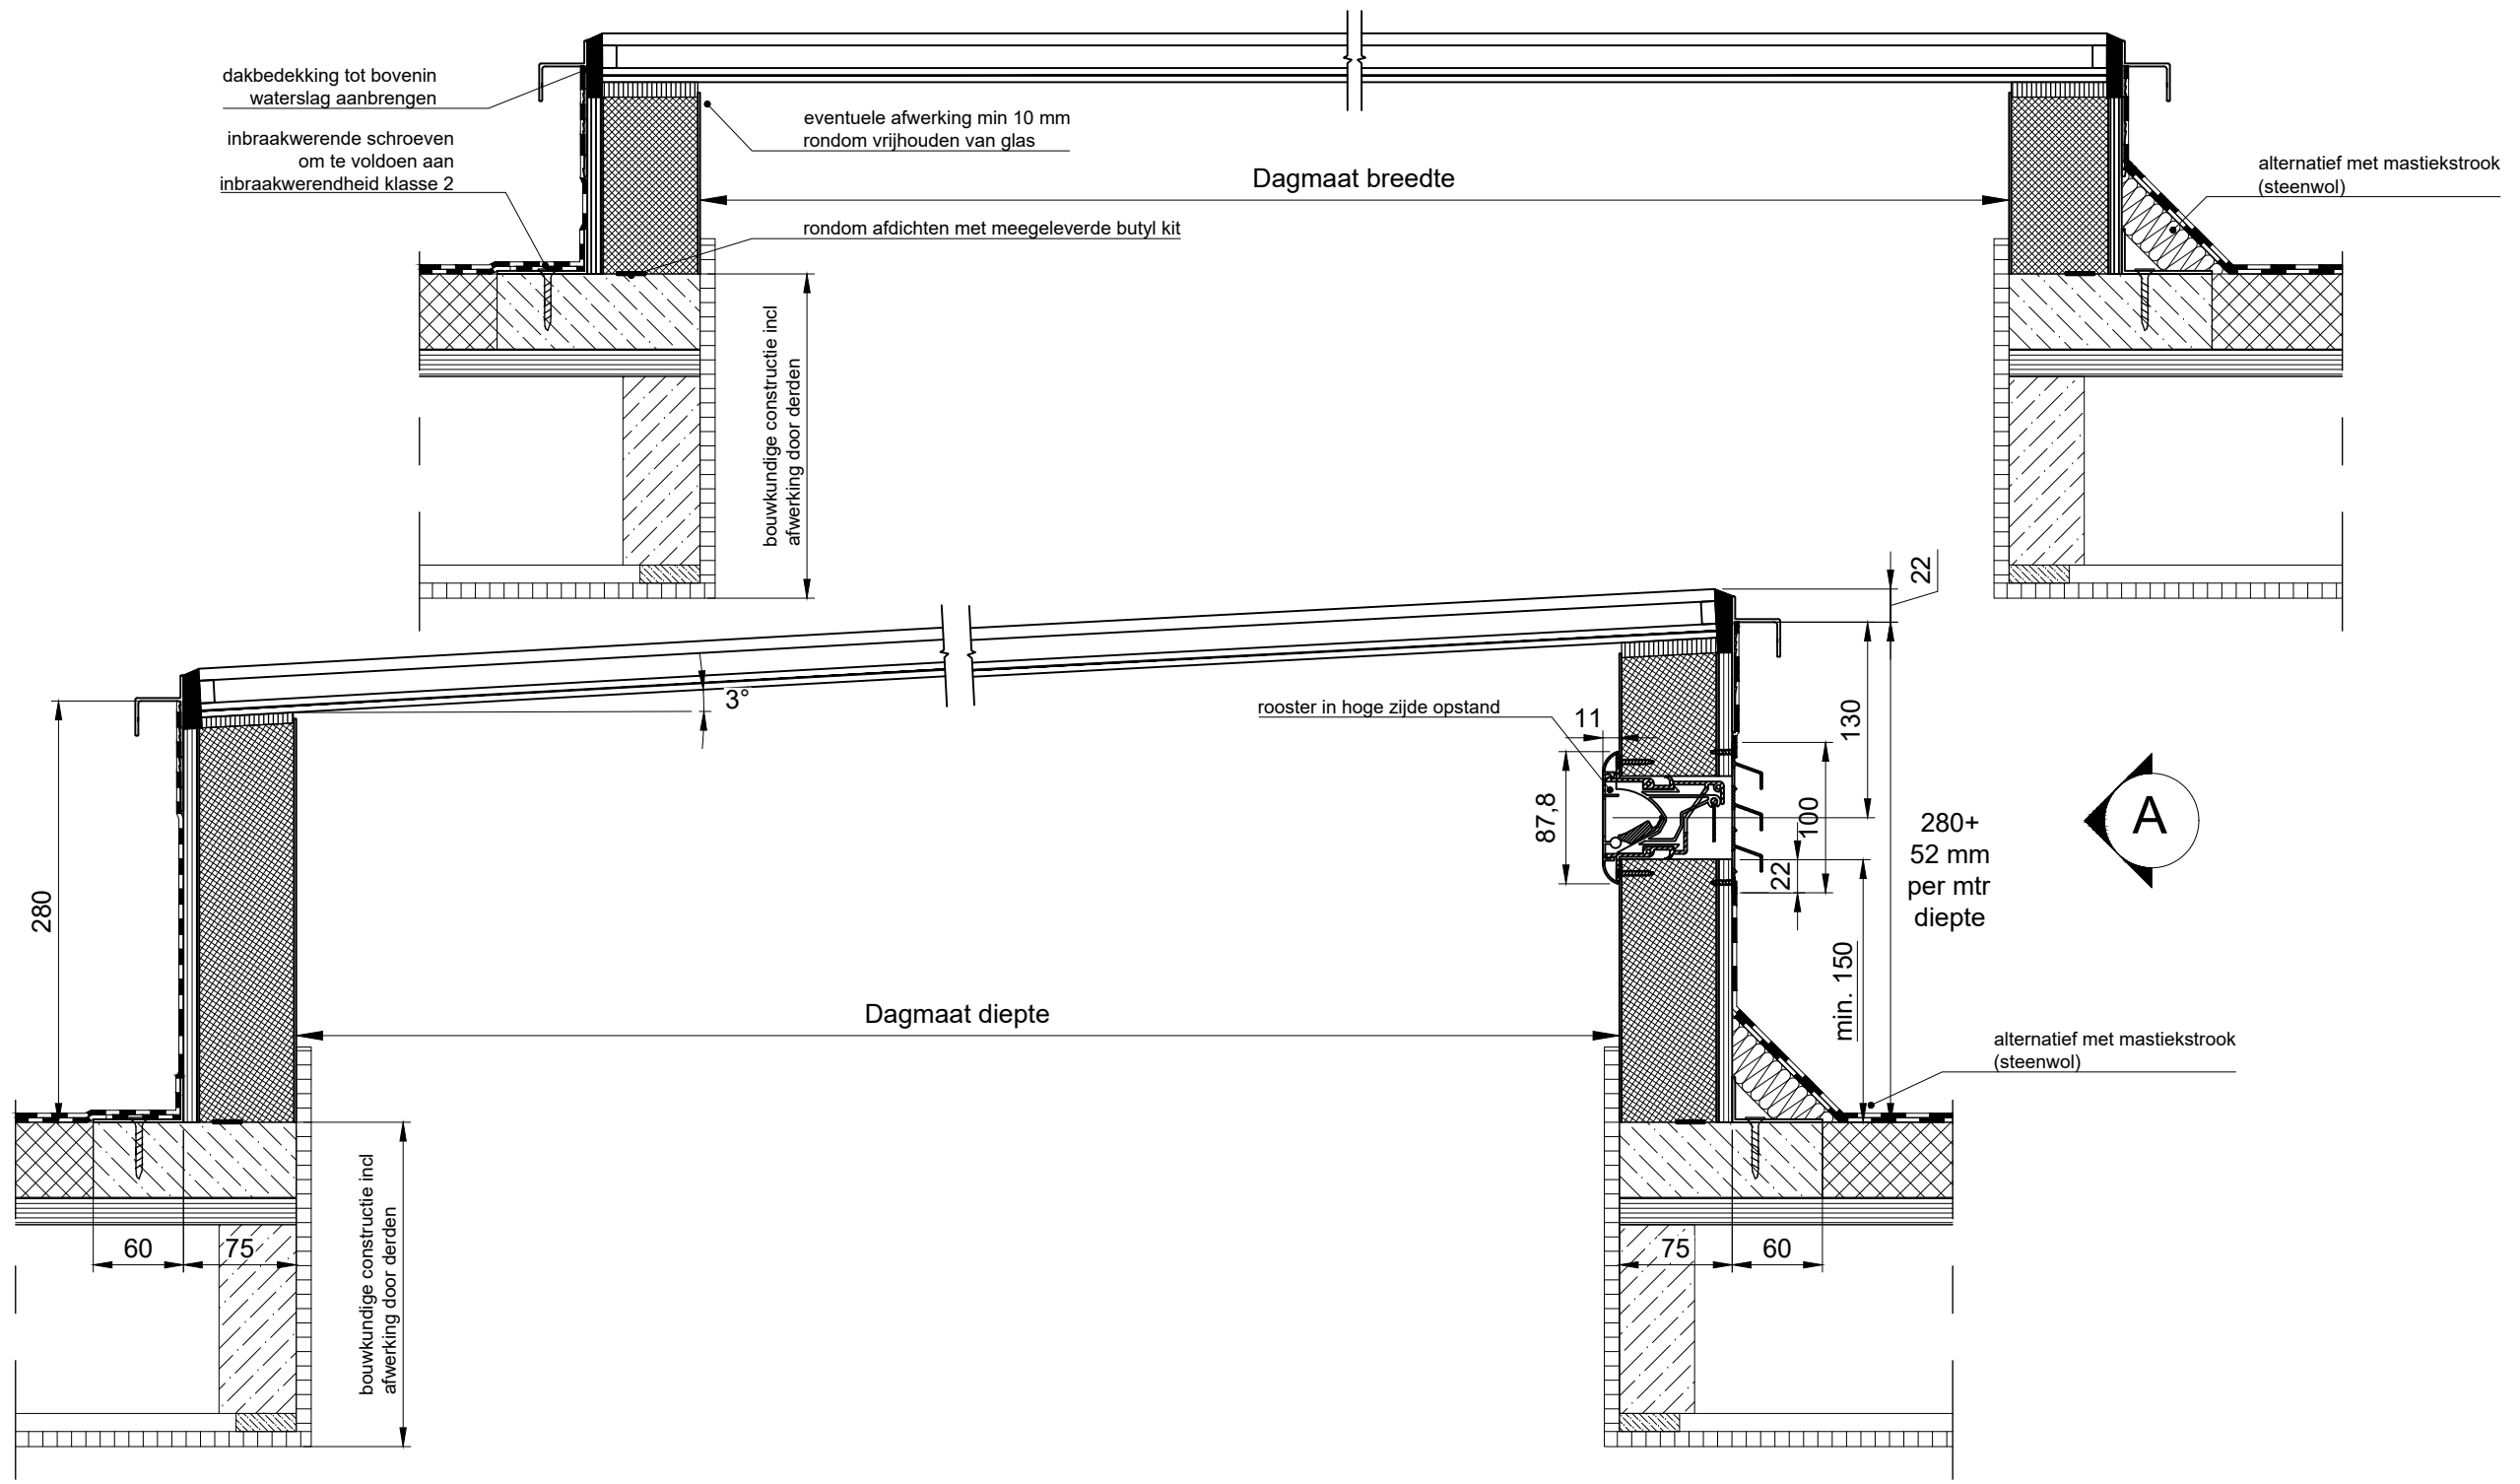 dakbedekking tot bovenin
waterslag aanbrengen
inbraakwerende schroeven
om te voldoen aan
inbraakwerendheid klasse 2
eventuele afwerking min 10 mm
rondom vrijhouden van glas
Dagmaat breedte
alternatief met mastiekstrook
(steenwol)
rondom afdichten met meegeleverde butyl kit
bouwkundige constructie incl
afwerking door derden
22
3°
rooster in hoge zijde opstand
11
130
87,8
100
22
280+
52 mm
per mtr
diepte
A
280
min. 150
Dagmaat diepte
alternatief met mastiekstrook
(steenwol)
bouwkundige constructie incl
afwerking door derden
60
75
75
60